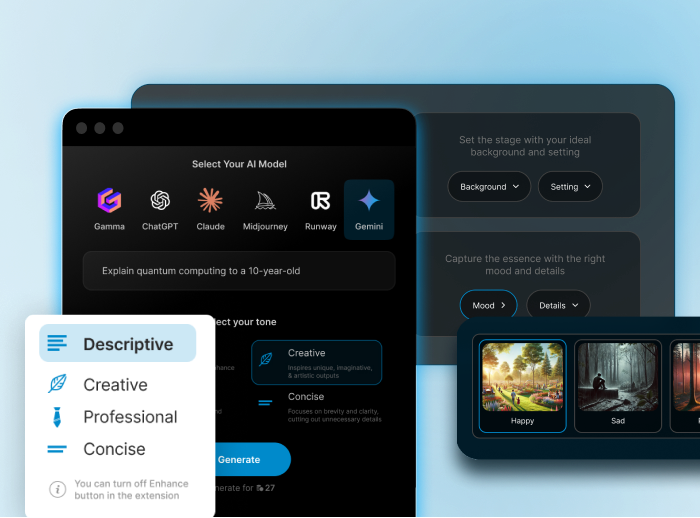 Select Your AI Model
Gamma
ChatGPT
Claude
Midjourney
Runway
Gemini
Explain quantum computing to a 10-year-old
ect your tone
Creative
Inspires unique, imaginative,
& artistic outputs
Concise
Focuses on brevity and clarity,
cutting out unnecessary details
Generate
nerate for 27
Descriptive
Creative
Professional
Concise
You can turn off Enhance
button in the extension
Set the stage with your ideal
background and setting
Background
Setting
Capture the essence with the right
mood and details
Mood
Details
Happy
Sad